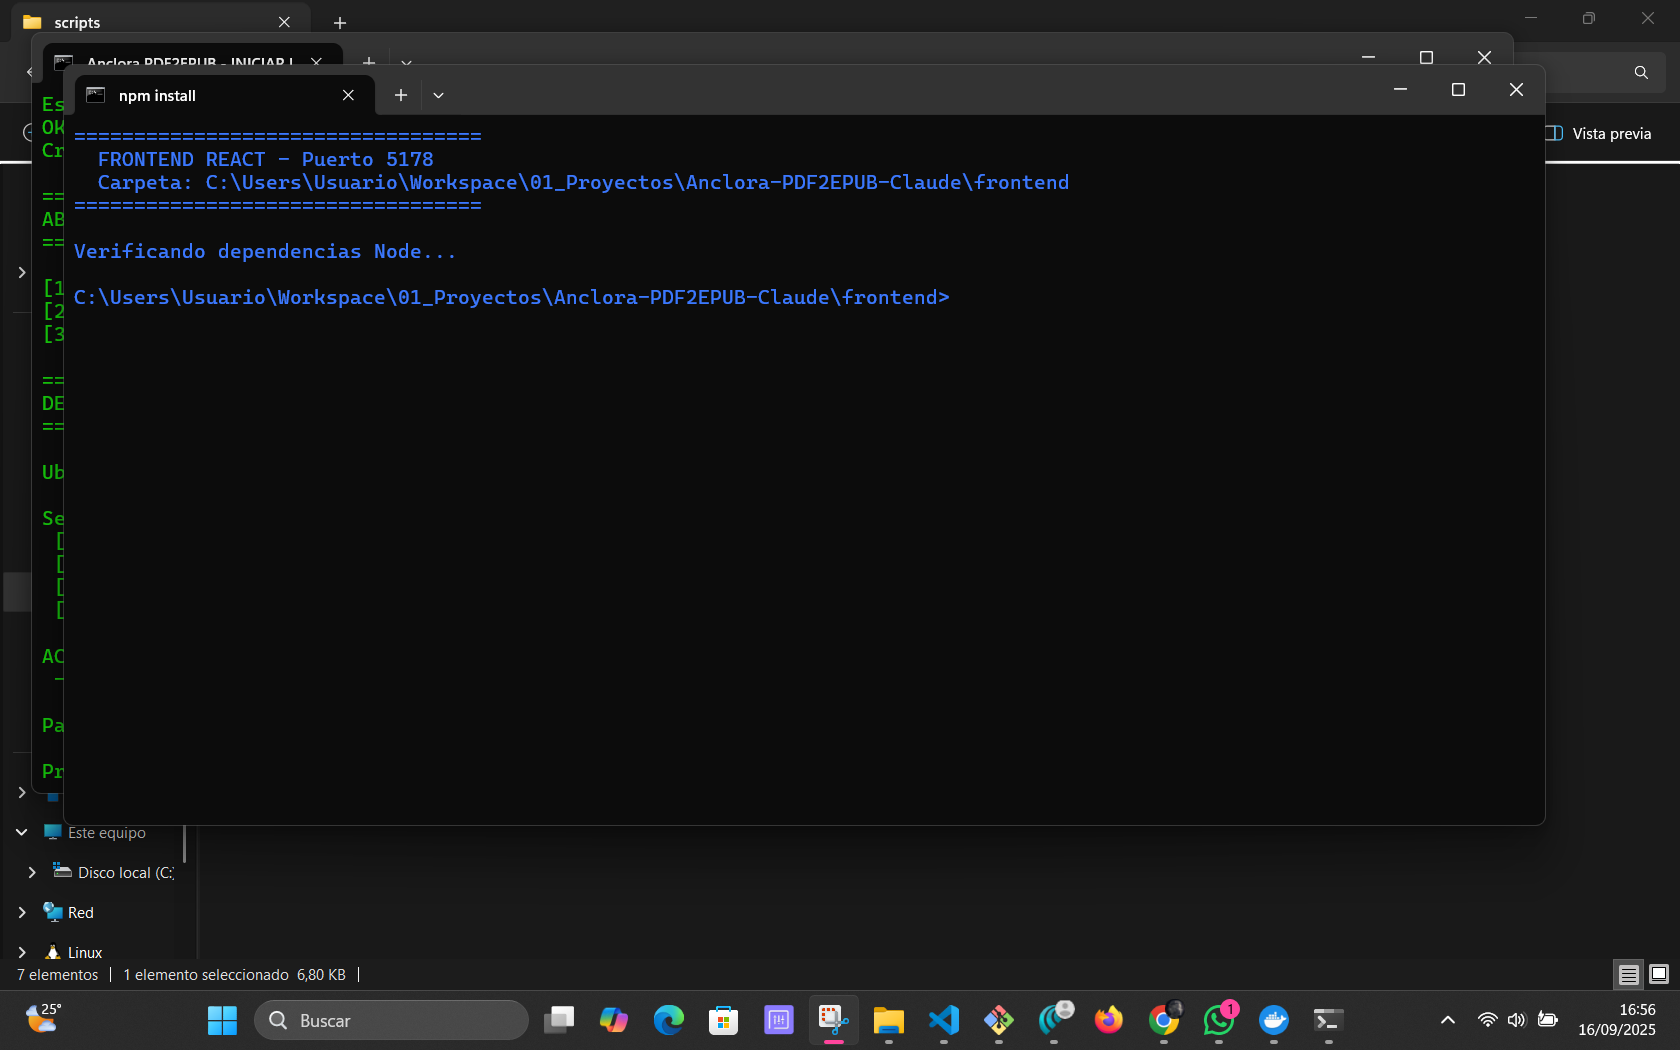 scripts
Anclora PDF2EPUB - INICIAR
npm install
Vista previa
Es
OK
Cr
==
AB
==
[1
[2
[3
==
DE
==
Ub
Se
[
[
[
[
AC
-
Pa
Pr
==================================
FRONTEND REACT - Puerto 5178
Carpeta: C:\Users\Usuario\Workspace\01_Proyectos\Anclora-PDF2EPUB-Claude\frontend
==================================
Verificando dependencias Node...
C:\Users\Usuario\Workspace\01_Proyectos\Anclora-PDF2EPUB-Claude\frontend>
Este equipo
Disco local (C:)
Red
Linux
7 elementos | 1 elemento seleccionado 6,80 KB |
25°
Buscar
1
16:56
16/09/2025